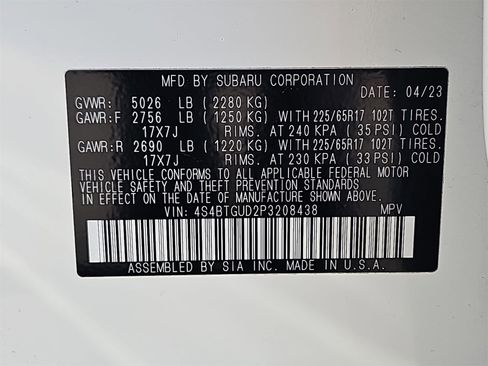 MFD BY SUBARU CORPORATION
DATE: 04/23
GVWR: 5026 LB (2280 KG)
GAWR:F 2756 LB (1250 KG) WITH 225/65R17 102T TIRES.
17X7J RIMS. AT 240 KPA (35 PSI) COLD
GAWR:R 2690 LB (1220 KG) WITH 225/65R17 102T TIRES.
17X7J RIMS. AT 230 KPA (33 PSI) COLD
THIS VEHICLE CONFORMS TO ALL APPLICABLE FEDERAL MOTOR
VEHICLE SAFETY AND THEFT PREVENTION STANDARDS
IN EFFECT ON THE DATE OF MANUFACTURE SHOWN ABOVE.
VIN: 4S4BTGUD2P3208438 MPV
ASSEMBLED BY SIA INC. MADE IN U.S.A.